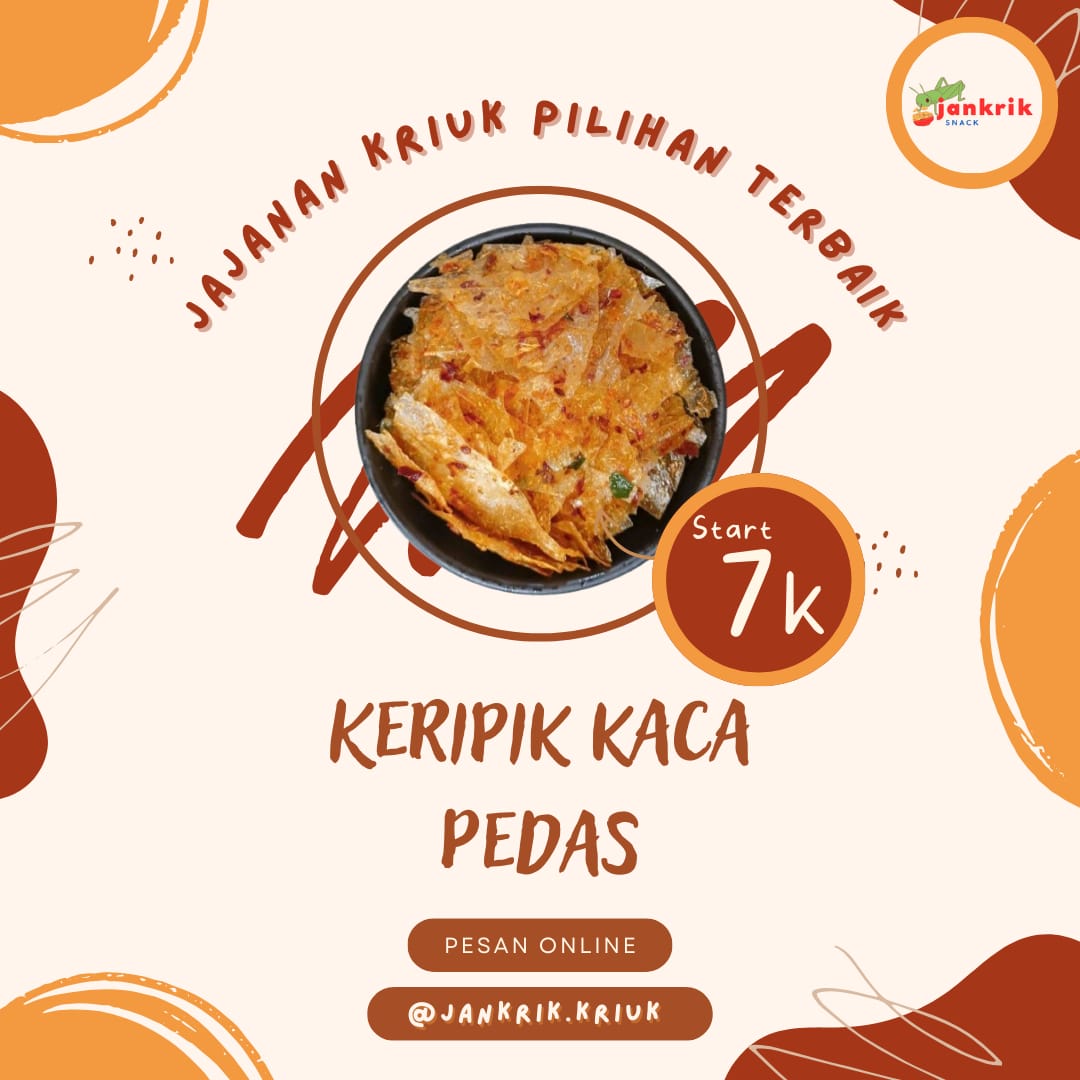 jankrik
SNACK
JAJANAN KRIUK PILIHAN TERBAIK
Start
7k
KERIPIK KACA
PEDAS
PESAN ONLINE
@JANKRIK.KRIUK